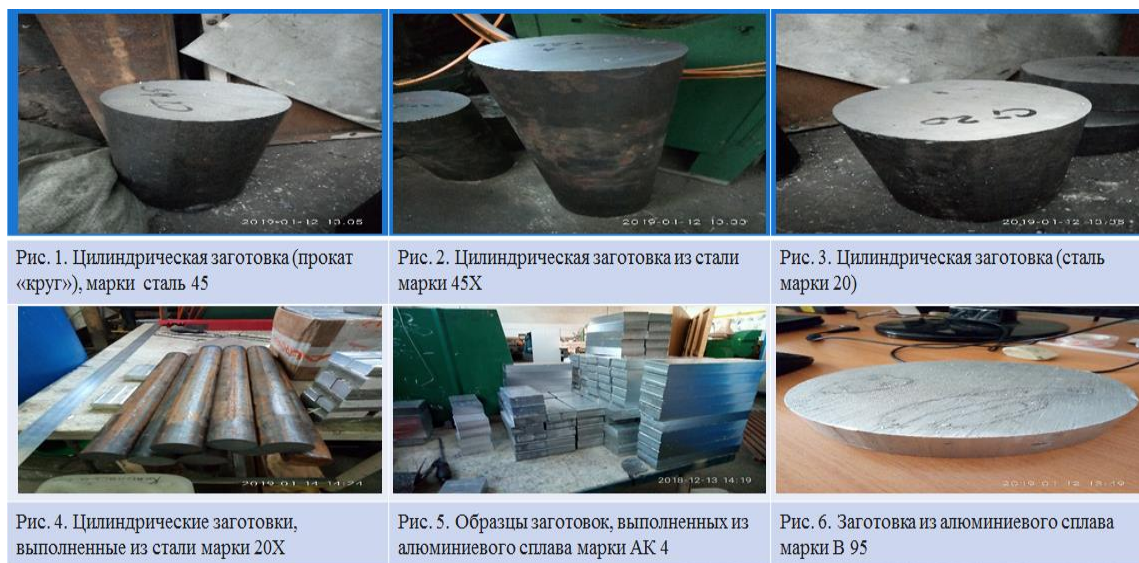 Ст 20
2019-01-12 13:05
2019-01-12 13:33
2019-01-12 13:35
Рис. 1. Цилиндрическая заготовка (прокат
«круг»), марки сталь 45
Рис. 2. Цилиндрическая заготовка из стали
марки 45Х
Рис. 3. Цилиндрическая заготовка (сталь
марки 20)
2019-01-14 14:24
2018-12-13 14:19
2019-01-12 13:49
Рис. 4. Цилиндрические заготовки,
выполненные из стали марки 20Х
Рис. 5. Образцы заготовок, выполненных из
алюминиевого сплава марки АК 4
Рис. 6. Заготовка из алюминиевого сплава
марки В 95